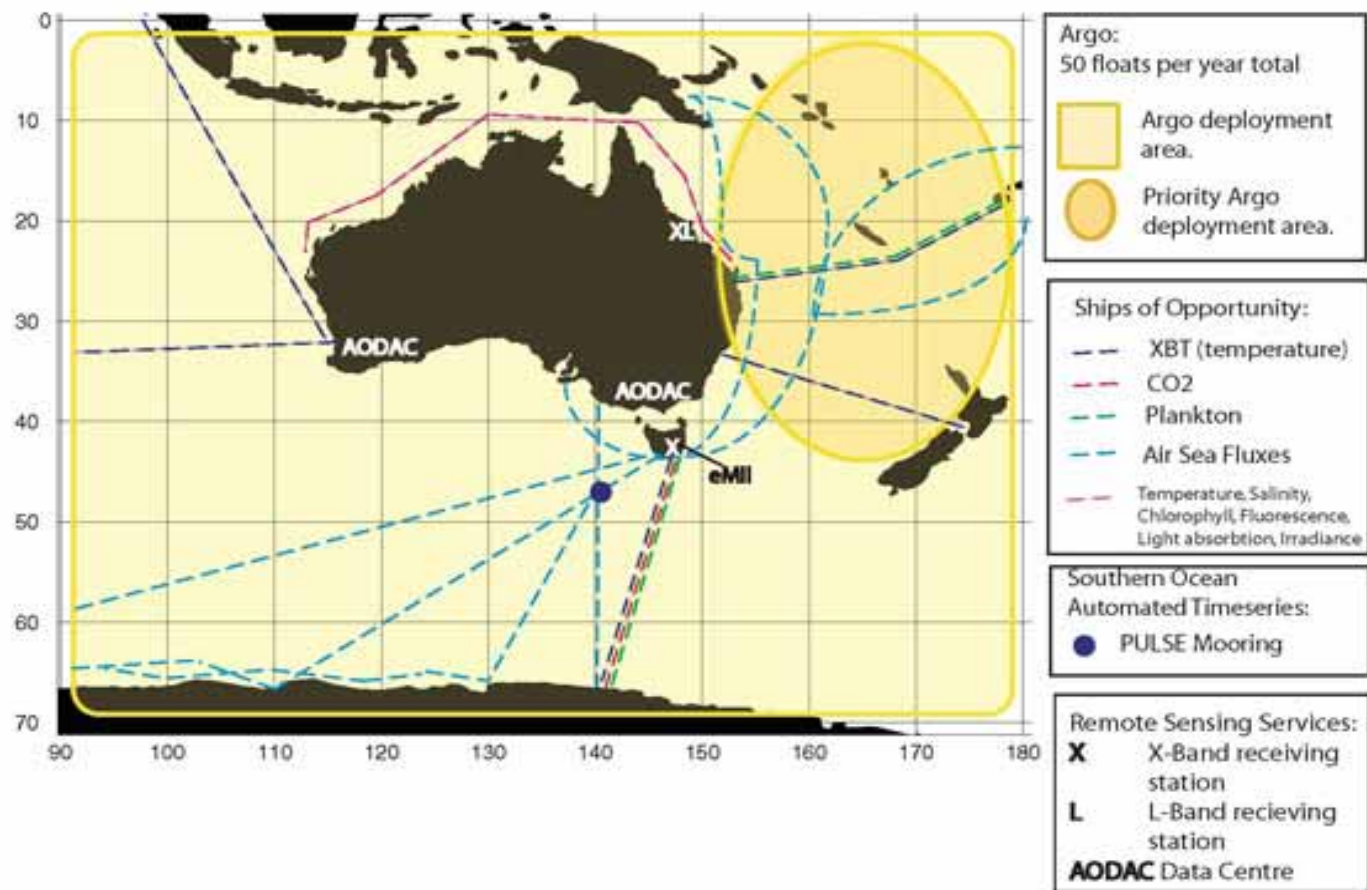 0
10
20
30
40
50
60
70
90 100 110 120 130 140 150 160 170 180
XL
AODAC
AODAC
X
eMII
Argo:
50 floats per year total
Argo deployment
area.
Priority Argo
deployment area.
Ships of Opportunity:
XBT (temperature)
CO2
Plankton
Air Sea Fluxes
Temperature, Salinity,
Chlorophyll, Fluorescence,
Light absorbtion, Irradiance
Southern Ocean
Automated Timeseries:
PULSE Mooring
Remote Sensing Services:
X X-Band receiving
station
L L-Band recieving
station
AODAC Data Centre